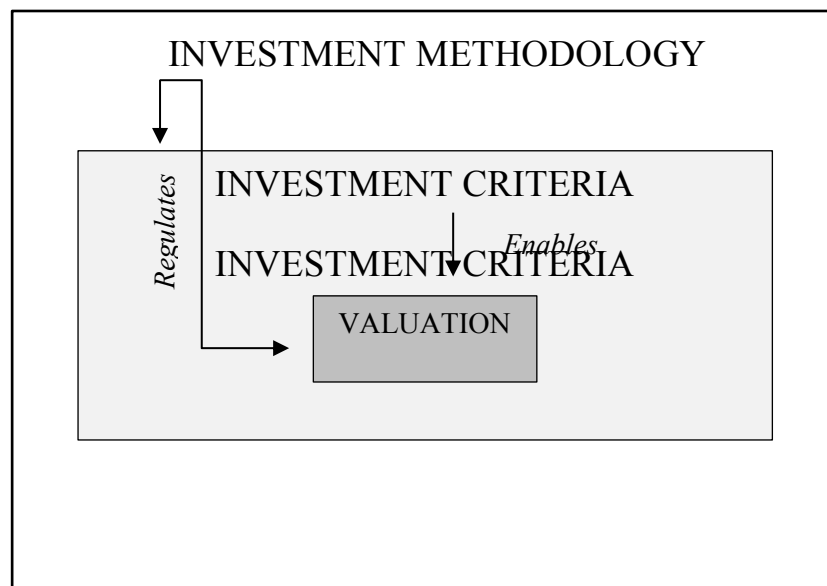 INVESTMENT METHODOLOGY
Regulates
INVESTMENT CRITERIA
Enables
INVESTMENT CRITERIA
VALUATION